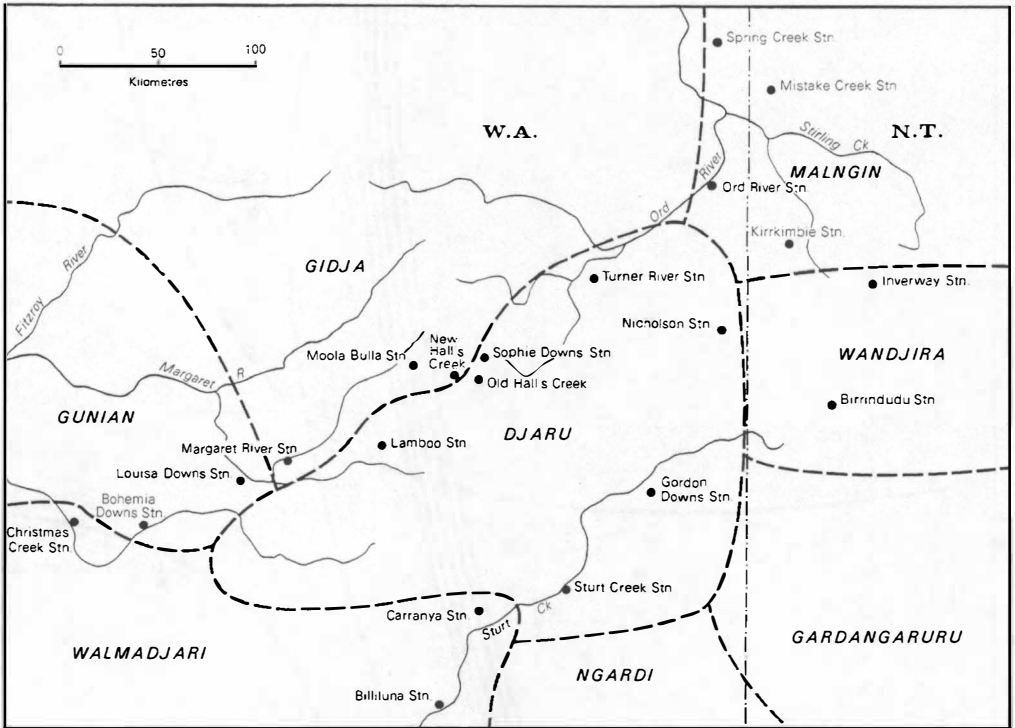 0 50 100
Kilometres
W.A.
N.T.
Spring Creek Stn.
Mistake Creek Stn
Stirling Ck
MALNGIN
Ord River Stn.
Ord River
Kirrkimbie Stn.
Fitzroy River
GIDJA
Turner River Stn
Inverway Stn.
Nicholson Stn
Moola Bulla Stn
New
Hall s
Creek
Sophie Downs Stn.
Old Hall s Creek
WANDJIRA
Margaret R
Birrindudu Stn.
GUNIAN
DJARU
Lamboo Stn.
Margaret River Stn
Louisa Downs Stn.
Gordon
Downs Stn.
Bohemia
Downs Stn.
Christmas
Creek Stn.
Sturt Creek Stn
Carranya Stn.
Sturt Ck
WALMADJARI
NGARDI
GARDANGARURU
Billiluna Stn.